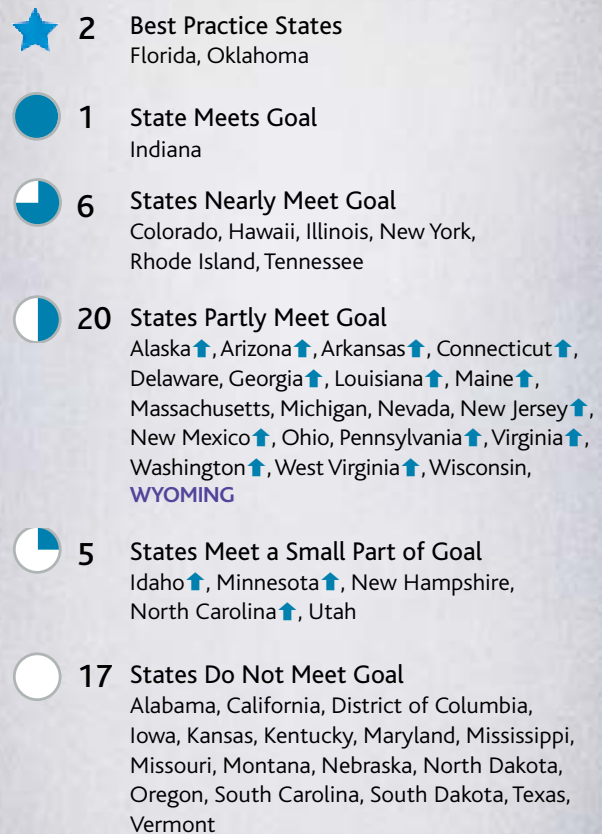 2 Best Practice States
Florida, Oklahoma
1 State Meets Goal
Indiana
6 States Nearly Meet Goal
Colorado, Hawaii, Illinois, New York,
Rhode Island, Tennessee
20 States Partly Meet Goal
Alaska⬆, Arizona⬆, Arkansas⬆, Connecticut⬆,
Delaware, Georgia⬆, Louisiana⬆, Maine⬆,
Massachusetts, Michigan, Nevada, New Jersey⬆,
New Mexico⬆, Ohio, Pennsylvania⬆, Virginia⬆,
Washington⬆, West Virginia⬆, Wisconsin,
WYOMING
5 States Meet a Small Part of Goal
Idaho⬆, Minnesota⬆, New Hampshire,
North Carolina⬆, Utah
17 States Do Not Meet Goal
Alabama, California, District of Columbia,
Iowa, Kansas, Kentucky, Maryland, Mississippi,
Missouri, Montana, Nebraska, North Dakota,
Oregon, South Carolina, South Dakota, Texas,
Vermont